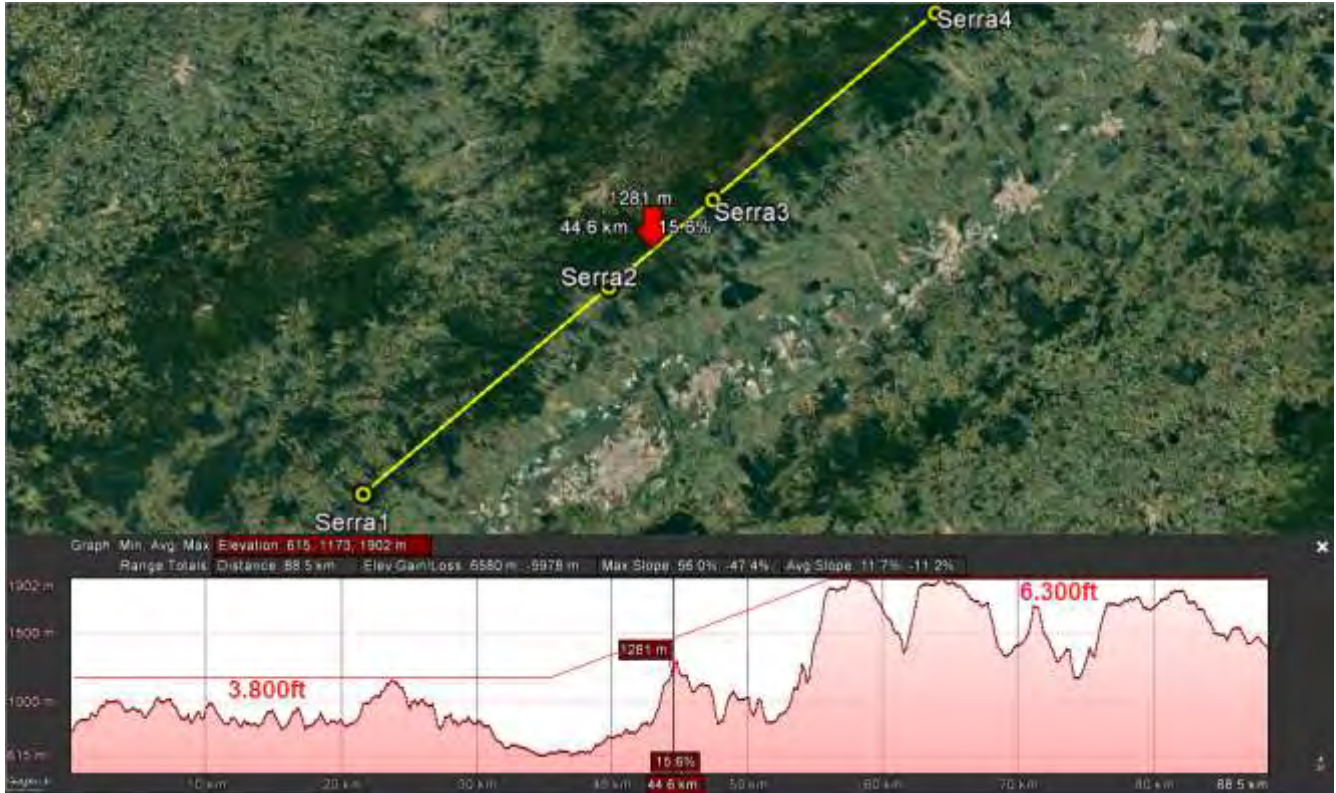 Serra4
1281 m
Serra3
44.6 km 15.6%
Serra2
Serra1
Graph: Min, Avg, Max Elevation: 615, 1173, 1902 m
Range Totals: Distance: 88.5 km Elev Gain/Loss: 6580 m, -5978 m Max Slope: 56.0%, -47.4% Avg Slope: 11.7%, -11.2%
1902 m
6.300ft
1500 m
1281 m
3.800ft
1000 m
615 m
15.6%
10 km 20 km 30 km 40 km 44.6 km 50 km 60 km 70 km 80 km 88.5 km